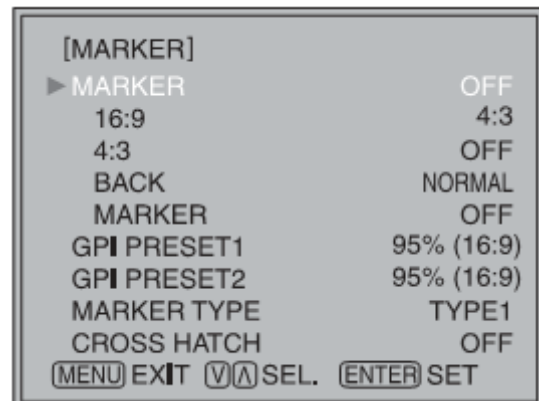 [MARKER]
▶MARKER OFF
16:9 4:3
4:3 OFF
BACK NORMAL
MARKER OFF
GPI PRESET1 95% (16:9)
GPI PRESET2 95% (16:9)
MARKER TYPE TYPE1
CROSS HATCH OFF
MENU EXIT ∨∧ SEL. ENTER SET